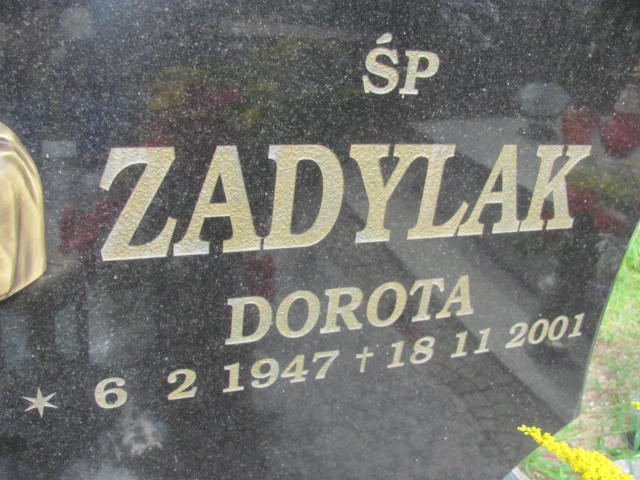 ŚP
ZADYLAK
DOROTA
* 6 2 1947 † 18 11 2001